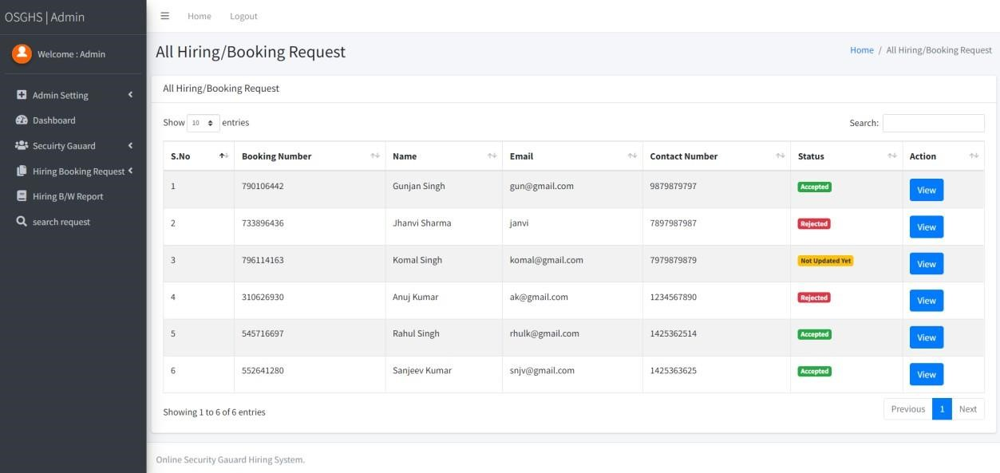 OSGHS | Admin
Home Logout
Welcome : Admin
All Hiring/Booking Request
Home / All Hiring/Booking Request
Admin Setting
Dashboard
Secuirty Gauard
Hiring Booking Request
Hiring B/W Report
search request
All Hiring/Booking Request
Show 10 entries Search:
S.No Booking Number Name Email Contact Number Status Action
1 790106442 Gunjan Singh gun@gmail.com 9879879797 Accepted View
2 733896436 Jhanvi Sharma janvi 7897987987 Rejected View
3 796114163 Komal Singh komal@gmail.com 7979879879 Not Updated Yet View
4 310626930 Anuj Kumar ak@gmail.com 1234567890 Rejected View
5 545716697 Rahul Singh rhulk@gmail.com 1425362514 Accepted View
6 552641280 Sanjeev Kumar snjv@gmail.com 1425363625 Accepted View
Showing 1 to 6 of 6 entries Previous 1 Next
Online Security Gauard Hiring System.